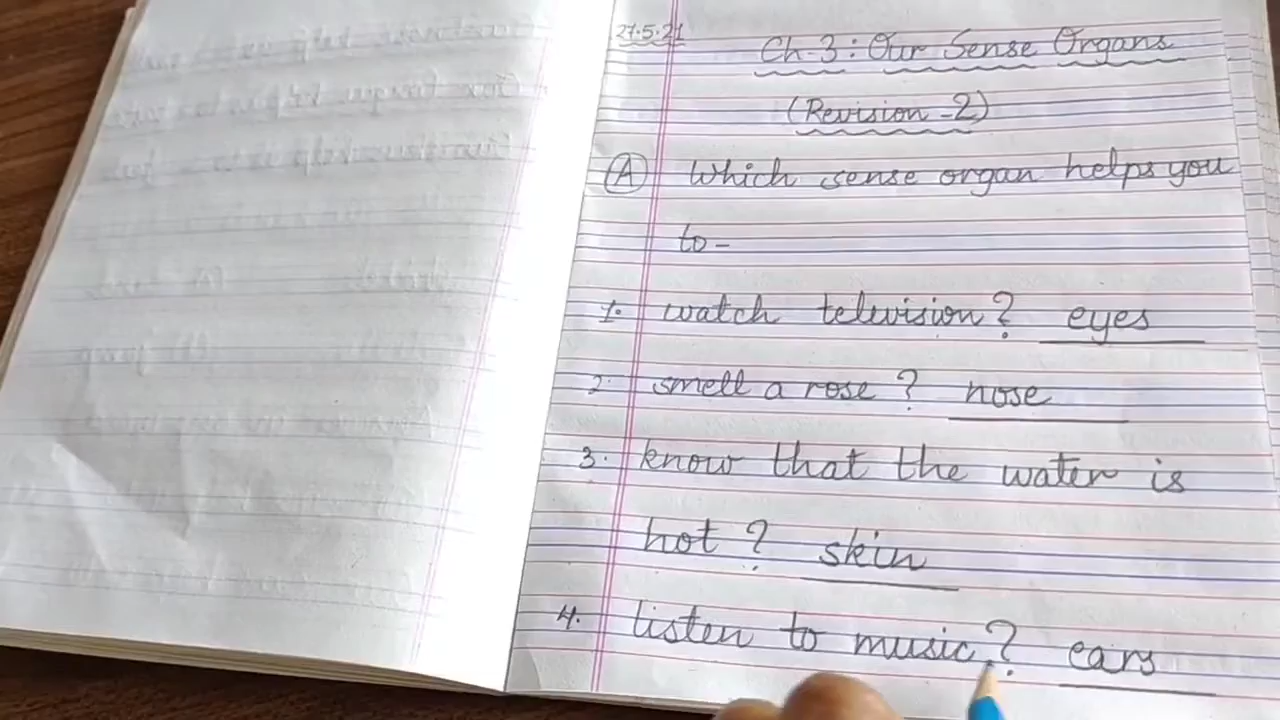 27.5.21
Ch-3: Our Sense Organs
(Revision-2)
(A) Which sense organ helps you
to-
1. watch television? eyes
2. smell a rose? nose
3. know that the water is
hot? skin
4. listen to music? ears